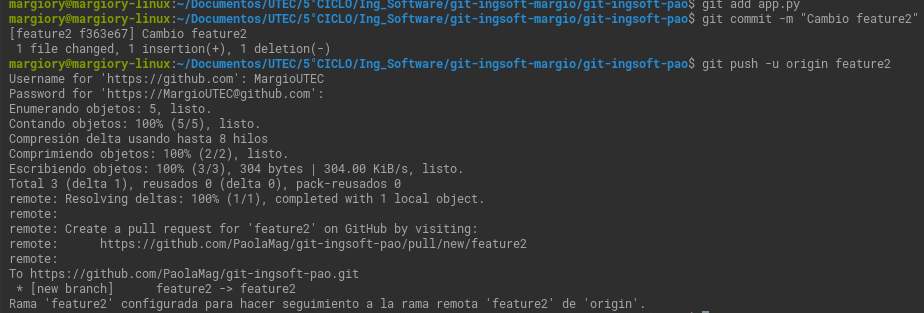 margiory@margiory-linux:~/Documentos/UTEC/5°CICLO/Ing_Software/git-ingsoft-margio/git-ingsoft-pao$ git add app.py
margiory@margiory-linux:~/Documentos/UTEC/5°CICLO/Ing_Software/git-ingsoft-margio/git-ingsoft-pao$ git commit -m "Cambio feature2"
[feature2 f363e67] Cambio feature2
 1 file changed, 1 insertion(+), 1 deletion(-)
margiory@margiory-linux:~/Documentos/UTEC/5°CICLO/Ing_Software/git-ingsoft-margio/git-ingsoft-pao$ git push -u origin feature2
Username for 'https://github.com': MargioUTEC
Password for 'https://MargioUTEC@github.com':
Enumerando objetos: 5, listo.
Contando objetos: 100% (5/5), listo.
Compresión delta usando hasta 8 hilos
Comprimiendo objetos: 100% (2/2), listo.
Escribiendo objetos: 100% (3/3), 304 bytes | 304.00 KiB/s, listo.
Total 3 (delta 1), reusados 0 (delta 0), pack-reusados 0
remote: Resolving deltas: 100% (1/1), completed with 1 local object.
remote:
remote: Create a pull request for 'feature2' on GitHub by visiting:
remote:      https://github.com/PaolaMag/git-ingsoft-pao/pull/new/feature2
remote:
To https://github.com/PaolaMag/git-ingsoft-pao.git
 * [new branch]      feature2 -> feature2
Rama 'feature2' configurada para hacer seguimiento a la rama remota 'feature2' de 'origin'.